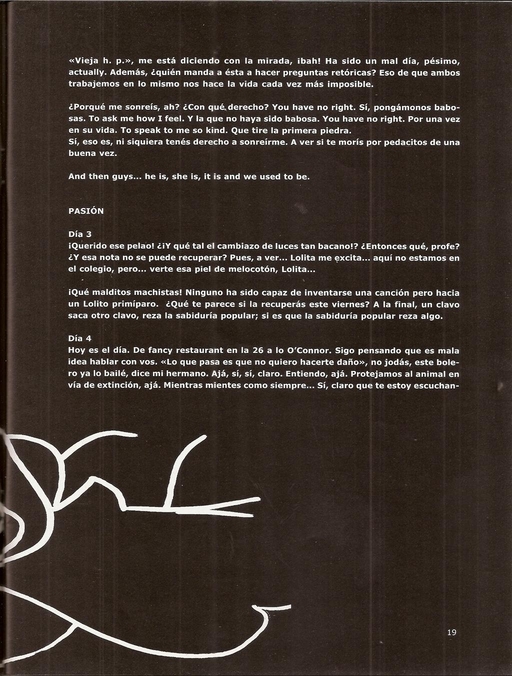 «Vieja h. p.», me está diciendo con la mirada, ¡bah! Ha sido un mal día, pésimo,
actually. Además, ¿quién manda a ésta a hacer preguntas retóricas? Eso de que ambos
trabajemos en lo mismo nos hace la vida cada vez más imposible.
¿Porqué me sonreís, ah? ¿Con qué derecho? You have no right. Sí, pongámonos babo-
sas. To ask me how I feel. Y la que no haya sido babosa. You have no right. Por una vez
en su vida. To speak to me so kind. Que tire la primera piedra.
Sí, eso es, ni siquiera tenés derecho a sonreírme. A ver si te morís por pedacitos de una
buena vez.
And then guys... he is, she is, it is and we used to be.
PASIÓN
Día 3
¡Querido ese pelao! ¿¡Y qué tal el cambiazo de luces tan bacano!? ¿Entonces qué, profe?
¿Y esa nota no se puede recuperar? Pues, a ver... Lolita me excita... aquí no estamos en
el colegio, pero... verte esa piel de melocotón, Lolita...
¡Qué malditos machistas! Ninguno ha sido capaz de inventarse una canción pero hacia
un Lolito primíparo. ¿Qué te parece si la recuperás este viernes? A la final, un clavo
saca otro clavo, reza la sabiduría popular; si es que la sabiduría popular reza algo.
Día 4
Hoy es el día. De fancy restaurant en la 26 a lo O'Connor. Sigo pensando que es mala
idea hablar con vos. «Lo que pasa es que no quiero hacerte daño», no jodás, este bole-
ro ya lo bailé, dice mi hermano. Ajá, sí, sí, claro. Entiendo, ajá. Protejamos al animal en
vía de extinción, ajá. Mientras mientes como siempre... Sí, claro que te estoy escuchan-
19